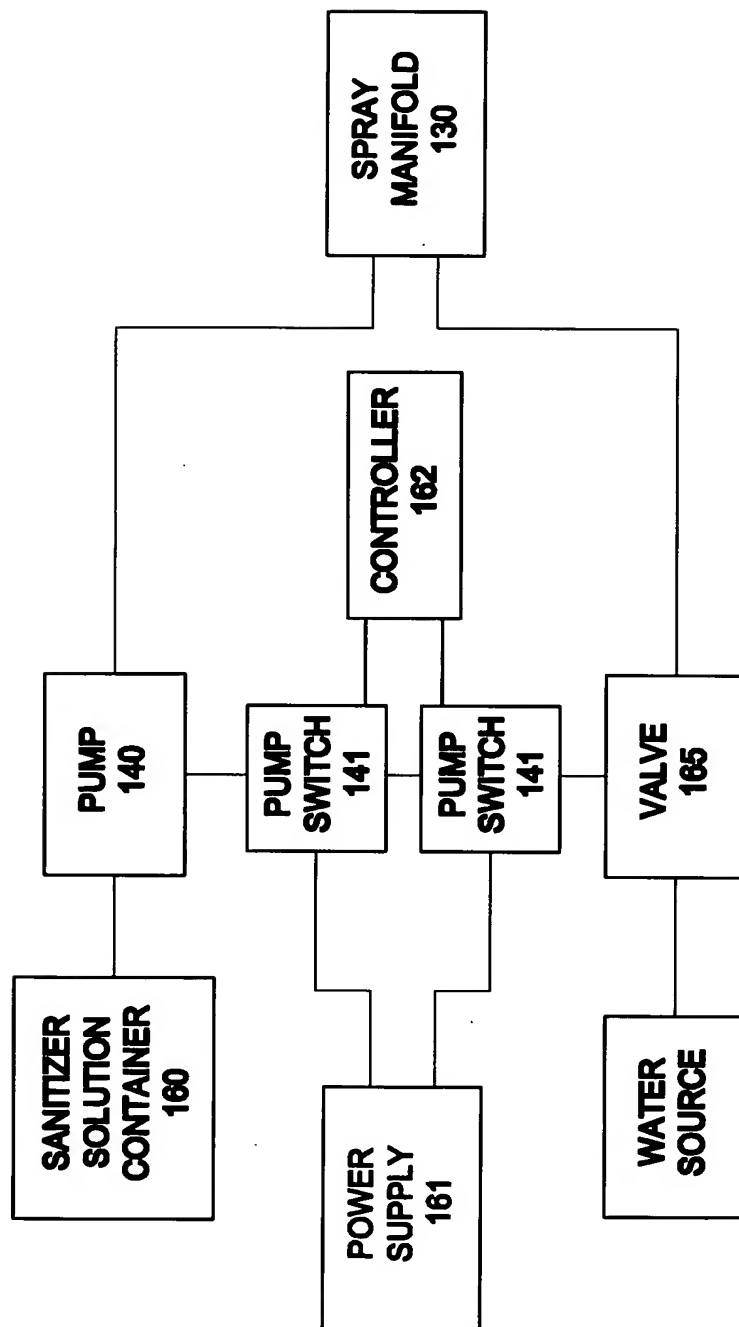 SANITIZER
SOLUTION
CONTAINER
160
PUMP
140
SPRAY
MANIFOLD
130
POWER
SUPPLY
161
PUMP
SWITCH
141
PUMP
SWITCH
141
CONTROLLER
162
WATER
SOURCE
VALVE
165